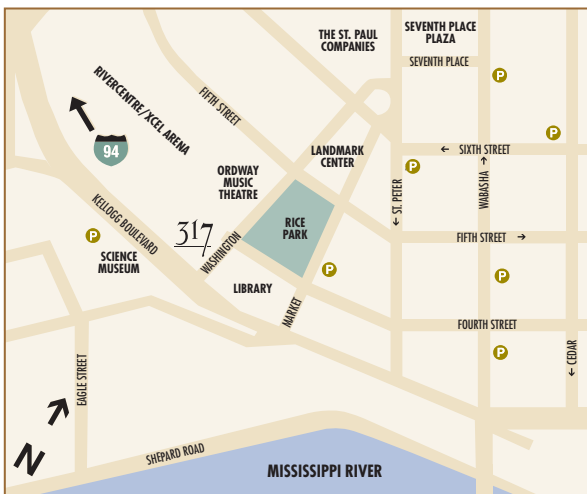 THE ST. PAUL
COMPANIES
SEVENTH PLACE
PLAZA
SEVENTH PLACE
P
RIVERCENTRE/XCEL ARENA
FIFTH STREET
94
P
LANDMARK
CENTER
← SIXTH STREET
P
ORDWAY
MUSIC
THEATRE
← ST. PETER
WABASHA →
KELLOGG BOULEVARD
317
WASHINGTON
RICE
PARK
P
SCIENCE
MUSEUM
FIFTH STREET →
P
P
LIBRARY
MARKET
FOURTH STREET
P
← CEDAR
EAGLE STREET
N
SHEPARD ROAD
MISSISSIPPI RIVER